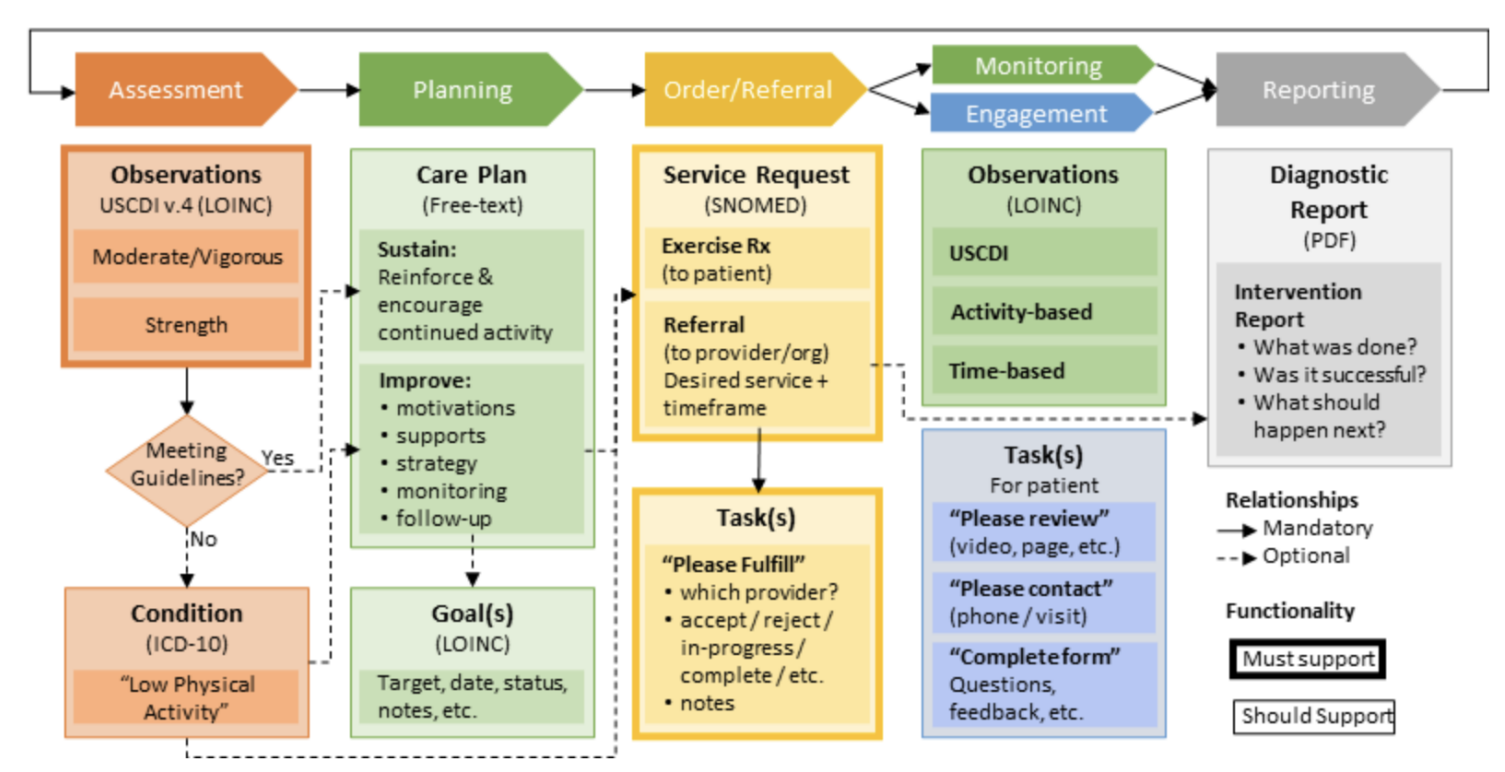 Assessment
Planning
Order/Referral
Monitoring
Engagement
Reporting
Observations
USCDI v.4 (LOINC)
Moderate/Vigorous
Strength
Meeting
Guidelines?
Yes
No
Condition
(ICD-10)
“Low Physical
Activity”
Care Plan
(Free-text)
Sustain:
Reinforce &
encourage
continued activity
Improve:
• motivations
• supports
• strategy
• monitoring
• follow-up
Goal(s)
(LOINC)
Target, date, status,
notes, etc.
Service Request
(SNOMED)
Exercise Rx
(to patient)
Referral
(to provider/org)
Desired service +
timeframe
Task(s)
“Please Fulfill”
• which provider?
• accept / reject /
in-progress /
complete / etc.
• notes
Observations
(LOINC)
USCDI
Activity-based
Time-based
Task(s)
For patient
“Please review”
(video, page, etc.)
“Please contact”
(phone / visit)
“Complete form”
Questions,
feedback, etc.
Diagnostic
Report
(PDF)
Intervention
Report
• What was done?
• Was it successful?
• What should
happen next?
Relationships
Mandatory
Optional
Functionality
Must support
Should Support